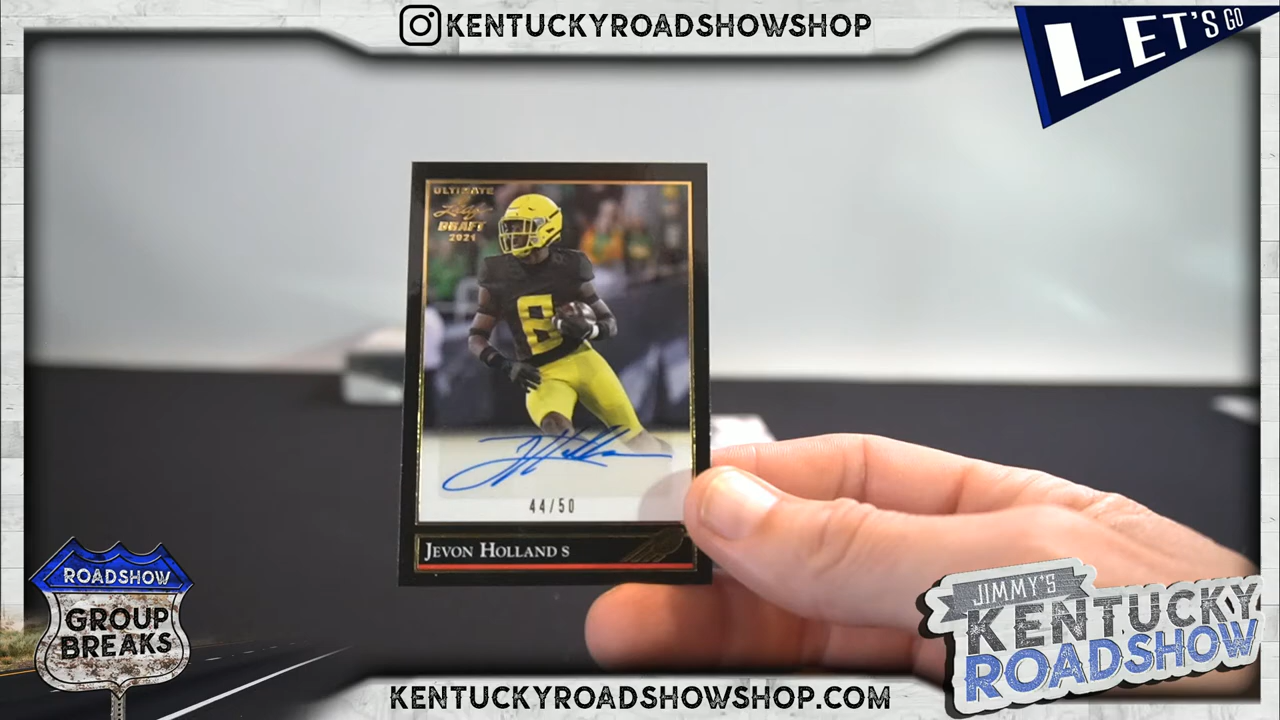 KENTUCKYROADSHOWSHOP
LET'S GO
ULTIMATE
Leaf
DRAFT
2021
8
44/50
JEVON HOLLAND S
ROADSHOW
GROUP
BREAKS
JIMMY'S
KENTUCKY
ROADSHOW
KENTUCKYROADSHOWSHOP.COM